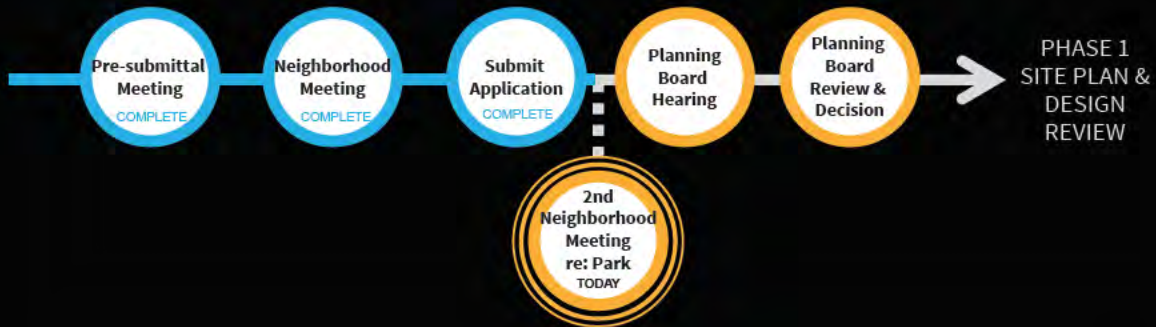 Pre-submittal
Meeting
COMPLETE
Neighborhood
Meeting
COMPLETE
Submit
Application
COMPLETE
Planning
Board
Hearing
Planning
Board
Review &
Decision
PHASE 1
SITE PLAN &
DESIGN
REVIEW
2nd
Neighborhood
Meeting
re: Park
TODAY